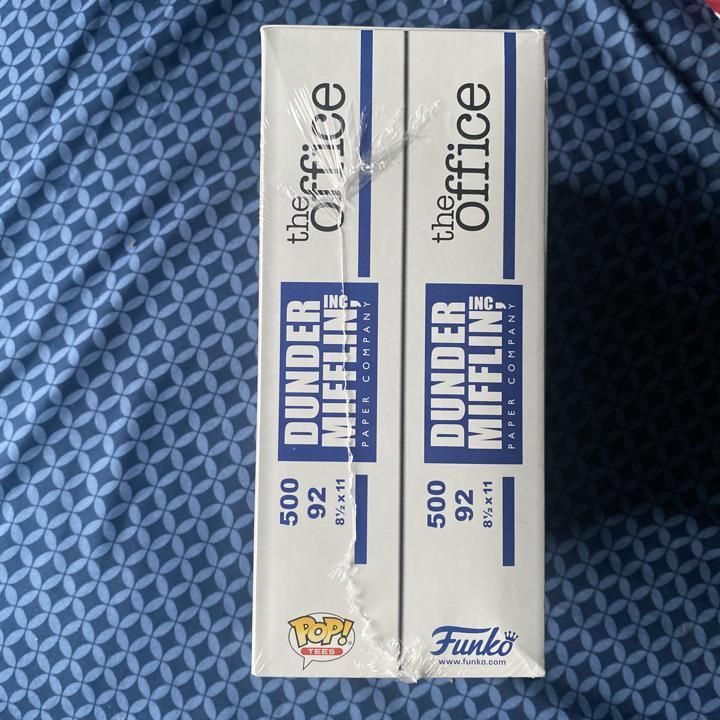 the
office
DUNDER
MIFFLIN, INC.
PAPER COMPANY
500
92
8½ x 11
POP!
TEES
the
office
DUNDER
MIFFLIN, INC.
PAPER COMPANY
500
92
8½ x 11
Funko
www.funko.com